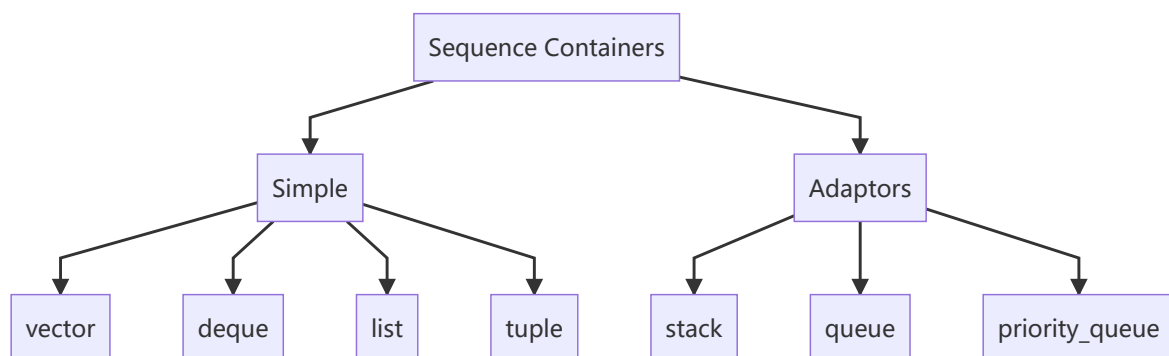 Sequence Containers
Simple
Adaptors
vector
deque
list
tuple
stack
queue
priority_queue